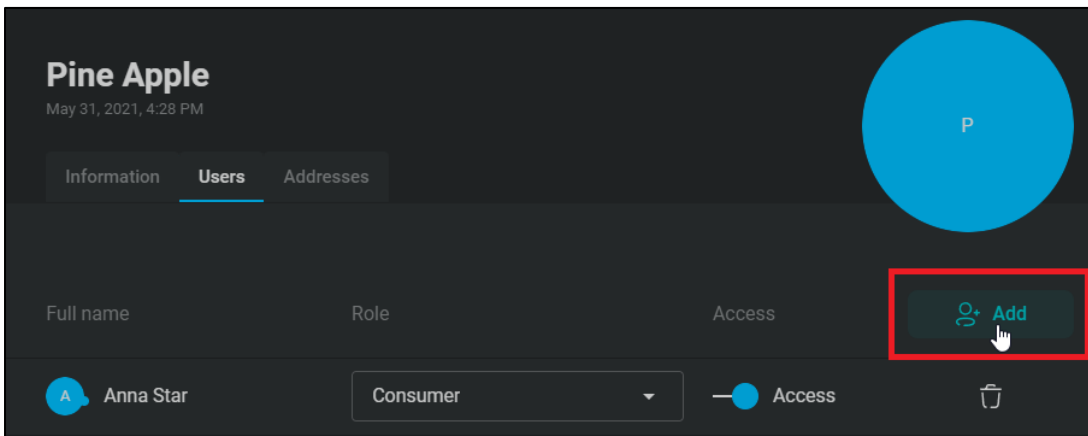 Pine Apple
May 31, 2021, 4:28 PM
P
Information Users Addresses
Full name Role Access Add
A Anna Star Consumer Access